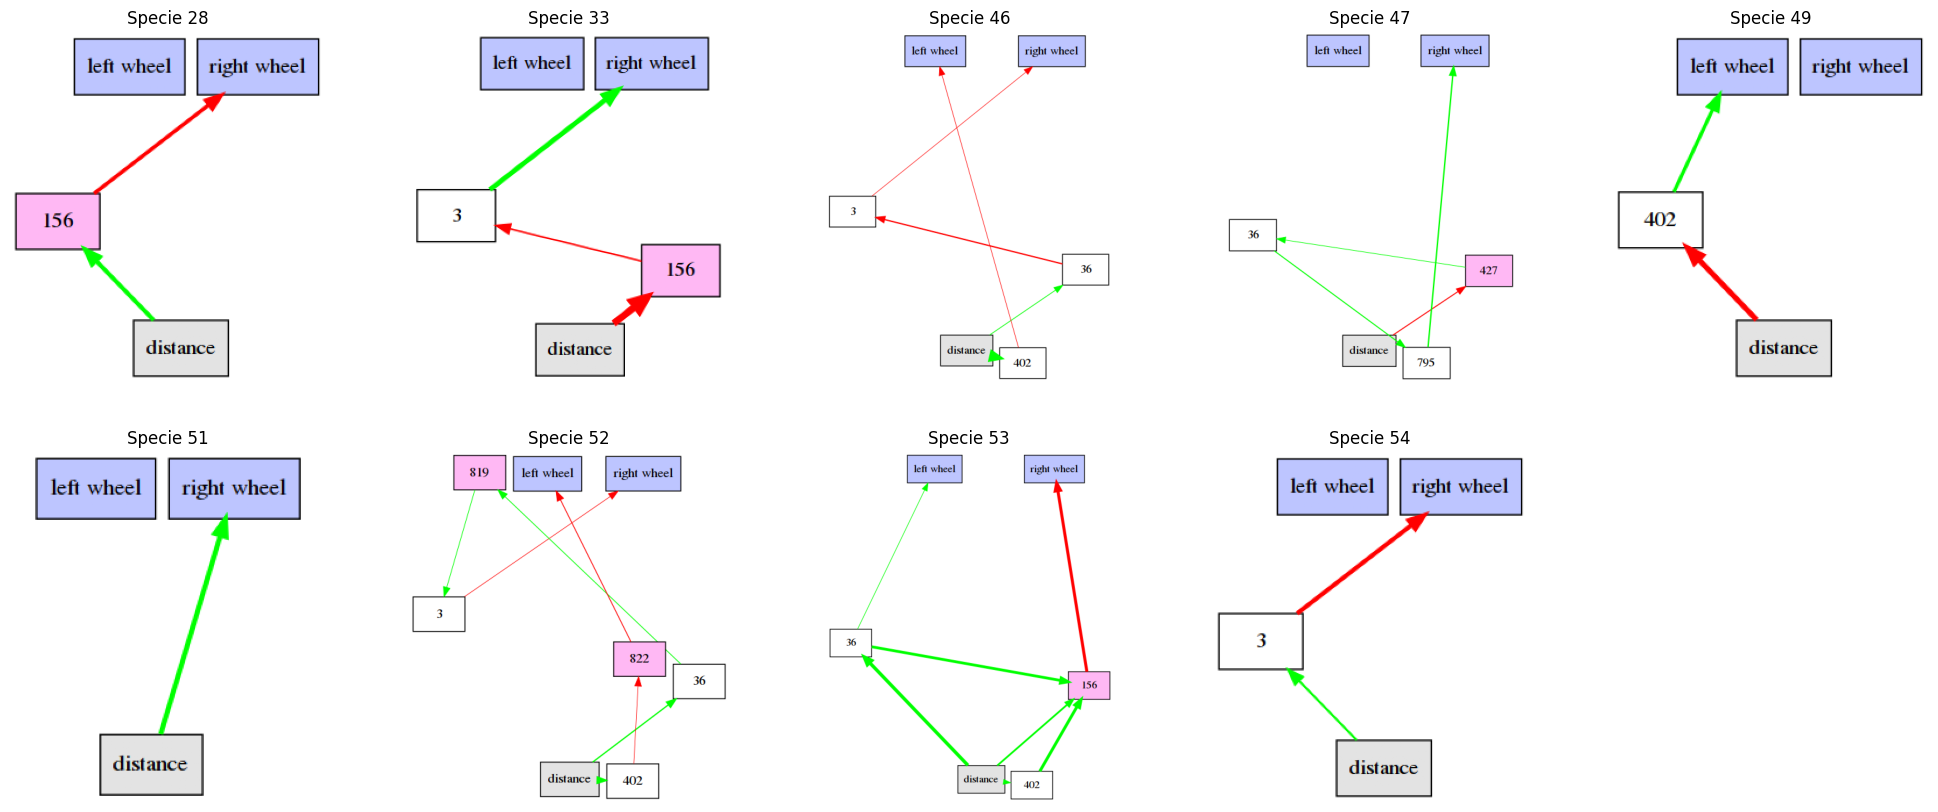 Specie 28
left wheel
right wheel
156
distance
Specie 33
left wheel
right wheel
3
156
distance
Specie 46
left wheel
right wheel
3
36
distance
402
Specie 47
left wheel
right wheel
36
427
distance
795
Specie 49
left wheel
right wheel
402
distance
Specie 51
left wheel
right wheel
distance
Specie 52
819
left wheel
right wheel
3
822
36
distance
402
Specie 53
left wheel
right wheel
36
156
distance
402
Specie 54
left wheel
right wheel
3
distance